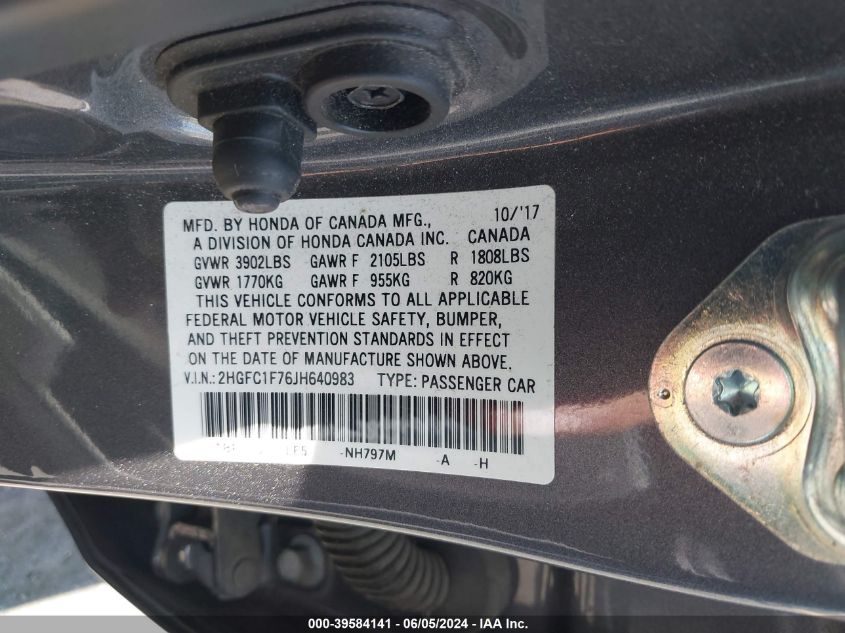 MFD. BY HONDA OF CANADA MFG., 10/'17
A DIVISION OF HONDA CANADA INC. CANADA
GVWR 3902LBS GAWR F 2105LBS R 1808LBS
GVWR 1770KG GAWR F 955KG R 820KG
THIS VEHICLE CONFORMS TO ALL APPLICABLE
FEDERAL MOTOR VEHICLE SAFETY, BUMPER,
AND THEFT PREVENTION STANDARDS IN EFFECT
ON THE DATE OF MANUFACTURE SHOWN ABOVE.
V.I.N.: 2HGFC1F76JH640983 TYPE: PASSENGER CAR
-NH797M -A -H
000-39584141 - 06/05/2024 - IAA Inc.